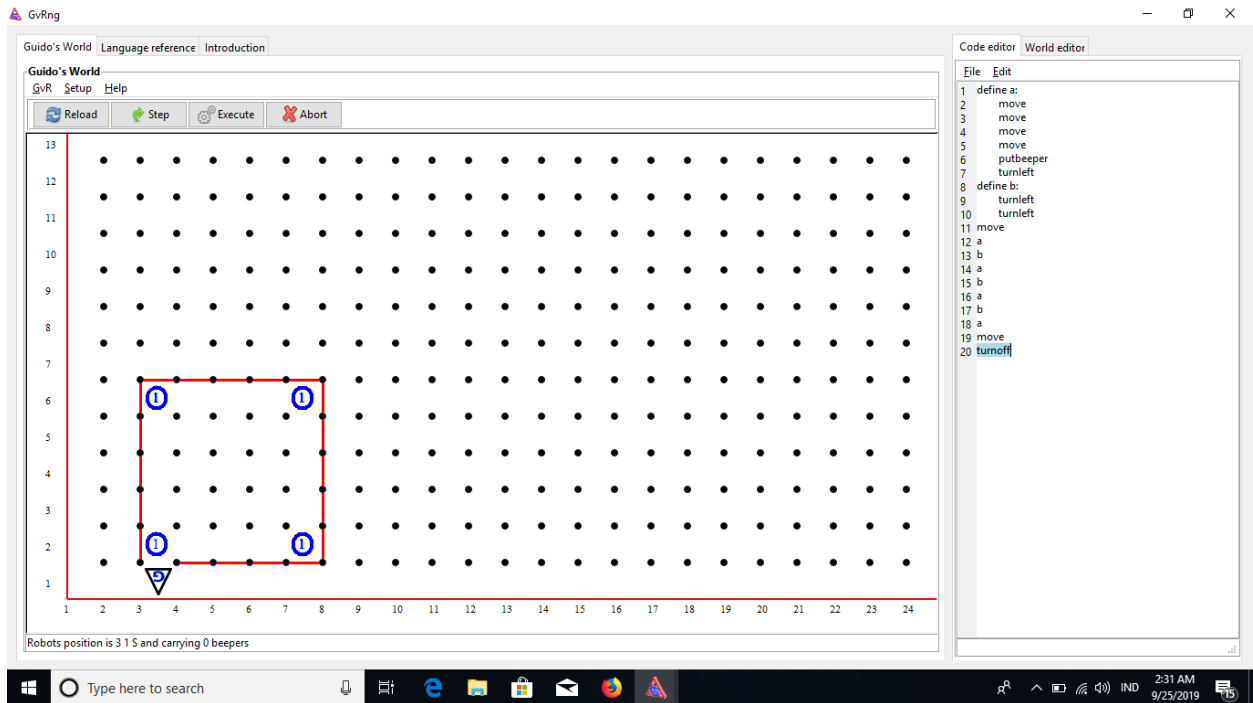 GvRng
Guido's World Language reference Introduction
Guido's World
GvR Setup Help
Reload Step Execute Abort
13
12
11
10
9
8
7
6
5
4
3
2
1
1 1
1 1
G
1 2 3 4 5 6 7 8 9 10 11 12 13 14 15 16 17 18 19 20 21 22 23 24
Robots position is 3 1 S and carrying 0 beepers
Code editor World editor
File Edit
1 define a:
2 move
3 move
4 move
5 move
6 putbeeper
7 turnleft
8 define b:
9 turnleft
10 turnleft
11 move
12 a
13 b
14 a
15 b
16 a
17 b
18 a
19 move
20 turnoff
Type here to search
IND
2:31 AM
9/25/2019
15